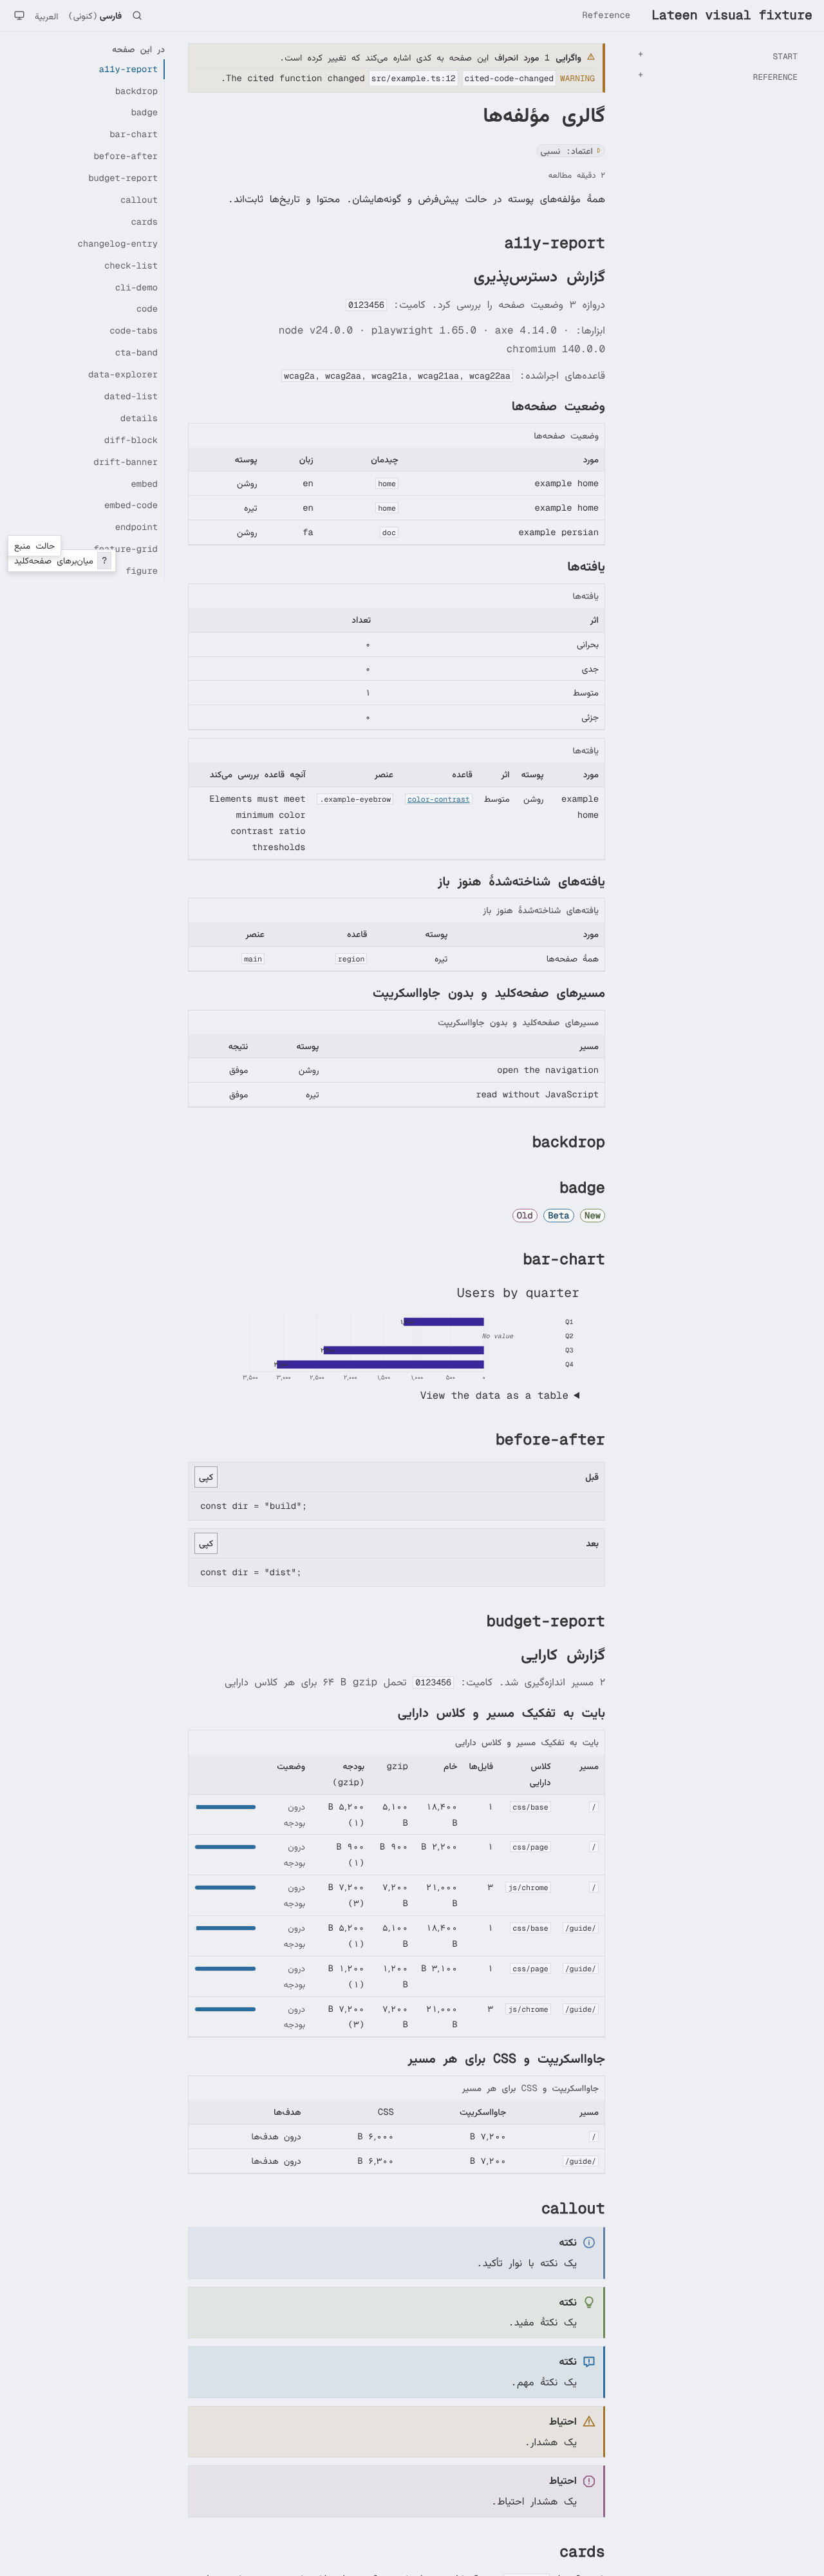 Lateen visual fixture
Reference
فارسی (کنونی)
العربية
START
+
REFERENCE
+
واگرایی 1 مورد انحراف این صفحه به کدی اشاره می‌کند که تغییر کرده است.
WARNING cited-code-changed src/example.ts:12 The cited function changed.
گالری مؤلفه‌ها
اعتماد: نسبی
۲ دقیقه مطالعه
همهٔ مؤلفه‌های پوسته در حالت پیش‌فرض و گونه‌هایشان. محتوا و تاریخ‌ها ثابت‌اند.
در این صفحه
a11y-report
backdrop
badge
bar-chart
before-after
budget-report
callout
cards
changelog-entry
check-list
cli-demo
code
code-tabs
cta-band
data-explorer
dated-list
details
diff-block
drift-banner
embed
embed-code
endpoint
feature-grid
figure
حالت منبع
? میان‌برهای صفحه‌کلید
a11y-report
گزارش دسترس‌پذیری
دروازه ۳ وضعیت صفحه را بررسی کرد. کامیت: 0123456
ابزارها: node v24.0.0 · playwright 1.65.0 · axe 4.14.0 ·
chromium 140.0.0
قاعده‌های اجراشده: wcag2a, wcag2aa, wcag21a, wcag21aa, wcag22aa
وضعیت صفحه‌ها
وضعیت صفحه‌ها
مورد چیدمان زبان پوسته
example home home en روشن
example home home en تیره
example persian doc fa روشن
یافته‌ها
یافته‌ها
اثر تعداد
بحرانی ۰
جدی ۰
متوسط ۱
جزئی ۰
یافته‌ها
مورد پوسته اثر قاعده عنصر آنچه قاعده بررسی می‌کند
example home روشن متوسط color-contrast .example-eyebrow Elements must meet
minimum color
contrast ratio
thresholds
یافته‌های شناخته‌شدهٔ هنوز باز
یافته‌های شناخته‌شدهٔ هنوز باز
مورد پوسته قاعده عنصر
همهٔ صفحه‌ها تیره region main
مسیرهای صفحه‌کلید و بدون جاوااسکریپت
مسیرهای صفحه‌کلید و بدون جاوااسکریپت
مسیر پوسته نتیجه
open the navigation روشن موفق
read without JavaScript تیره موفق
backdrop
badge
New Beta Old
bar-chart
Users by quarter
Q1
Q2 No value
Q3
Q4
۰ ۵۰۰ ۱,۰۰۰ ۱,۵۰۰ ۲,۰۰۰ ۲,۵۰۰ ۳,۰۰۰ ۳,۵۰۰
View the data as a table
before-after
قبل کپی
const dir = "build";
بعد کپی
const dir = "dist";
budget-report
گزارش کارایی
۲ مسیر اندازه‌گیری شد. کامیت: 0123456 تحمل ۶۴ B gzip برای هر کلاس دارایی
بایت به تفکیک مسیر و کلاس دارایی
بایت به تفکیک مسیر و کلاس دارایی
مسیر کلاس دارایی فایل‌ها خام gzip بودجه (gzip) وضعیت
/ css/base ۱ ۱۸,۴۰۰ B ۵,۱۰۰ B ۵,۲۰۰ B (۱) درون بودجه
/ css/page ۱ ۲,۲۰۰ B ۹۰۰ B ۹۰۰ B (۱) درون بودجه
/ js/chrome ۳ ۲۱,۰۰۰ B ۷,۲۰۰ B ۷,۲۰۰ B (۳) درون بودجه
/guide/ css/base ۱ ۱۸,۴۰۰ B ۵,۱۰۰ B ۵,۲۰۰ B (۱) درون بودجه
/guide/ css/page ۱ ۳,۱۰۰ B ۱,۲۰۰ B ۱,۲۰۰ B (۱) درون بودجه
/guide/ js/chrome ۳ ۲۱,۰۰۰ B ۷,۲۰۰ B ۷,۲۰۰ B (۳) درون بودجه
جاوااسکریپت و CSS برای هر مسیر
جاوااسکریپت و CSS برای هر مسیر
مسیر جاوااسکریپت CSS هدف‌ها
/ ۷,۲۰۰ B ۶,۰۰۰ B درون هدف‌ها
/guide/ ۷,۲۰۰ B ۶,۳۰۰ B درون هدف‌ها
callout
نکته
یک نکته با نوار تأکید.
نکته
یک نکتهٔ مفید.
نکته
یک نکتهٔ مهم.
احتیاط
یک هشدار.
احتیاط
یک هشدار احتیاط.
cards